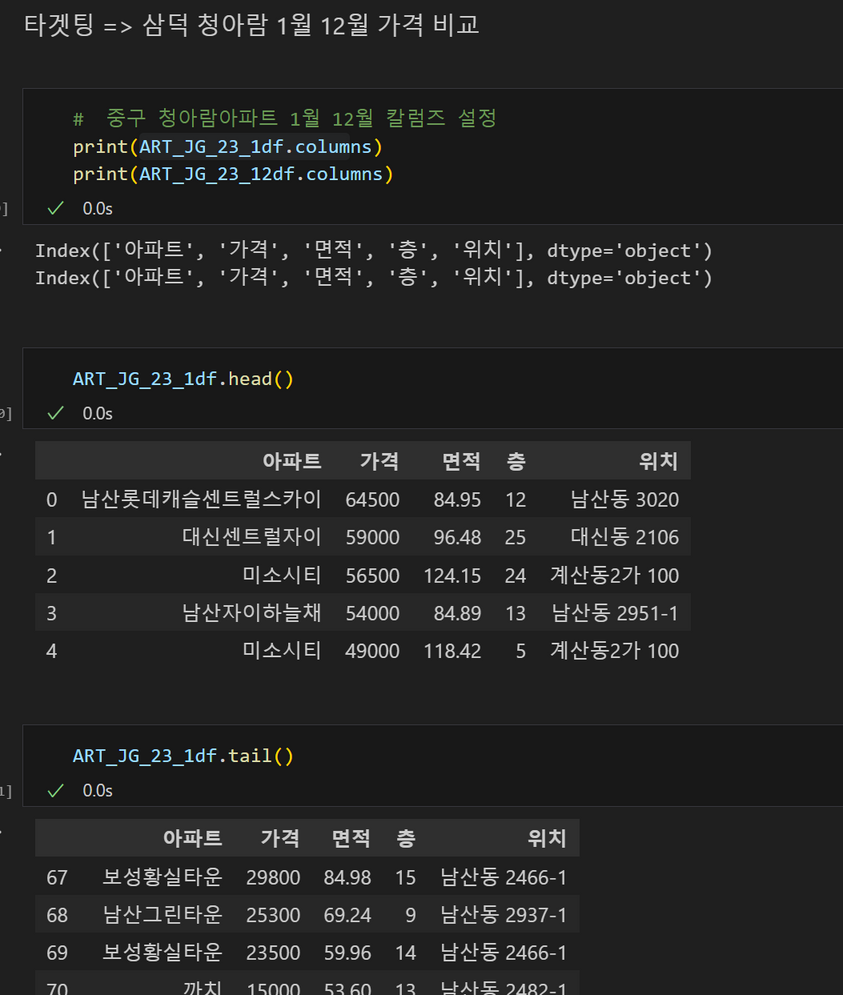 타겟팅 => 삼덕 청아람 1월 12월 가격 비교
#  중구 청아람아파트 1월 12월 칼럼즈 설정
print(ART_JG_23_1df.columns)
print(ART_JG_23_12df.columns)
0.0s
Index(['아파트', '가격', '면적', '층', '위치'], dtype='object')
Index(['아파트', '가격', '면적', '층', '위치'], dtype='object')
ART_JG_23_1df.head()
0.0s
아파트 가격 면적 층 위치
0 남산롯데캐슬센트럴스카이 64500 84.95 12 남산동 3020
1 대신센트럴자이 59000 96.48 25 대신동 2106
2 미소시티 56500 124.15 24 계산동2가 100
3 남산자이하늘채 54000 84.89 13 남산동 2951-1
4 미소시티 49000 118.42 5 계산동2가 100
ART_JG_23_1df.tail()
0.0s
아파트 가격 면적 층 위치
67 보성황실타운 29800 84.98 15 남산동 2466-1
68 남산그린타운 25300 69.24 9 남산동 2937-1
69 보성황실타운 23500 59.96 14 남산동 2466-1
70 까치 15000 53.60 13 남산동 2482-1